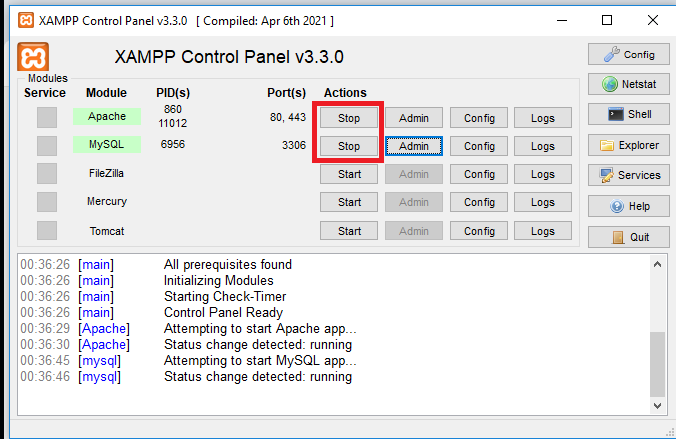 XAMPP Control Panel v3.3.0 [ Compiled: Apr 6th 2021 ]
XAMPP Control Panel v3.3.0
Config
Modules
Service Module PID(s) Port(s) Actions
Netstat
Apache 860 11012 80, 443 Stop Admin Config Logs
Shell
MySQL 6956 3306 Stop Admin Config Logs
Explorer
FileZilla Start Admin Config Logs
Services
Mercury Start Admin Config Logs
Help
Tomcat Start Admin Config Logs
Quit
00:36:26 [main] All prerequisites found
00:36:26 [main] Initializing Modules
00:36:26 [main] Starting Check-Timer
00:36:26 [main] Control Panel Ready
00:36:29 [Apache] Attempting to start Apache app...
00:36:30 [Apache] Status change detected: running
00:36:45 [mysql] Attempting to start MySQL app...
00:36:46 [mysql] Status change detected: running